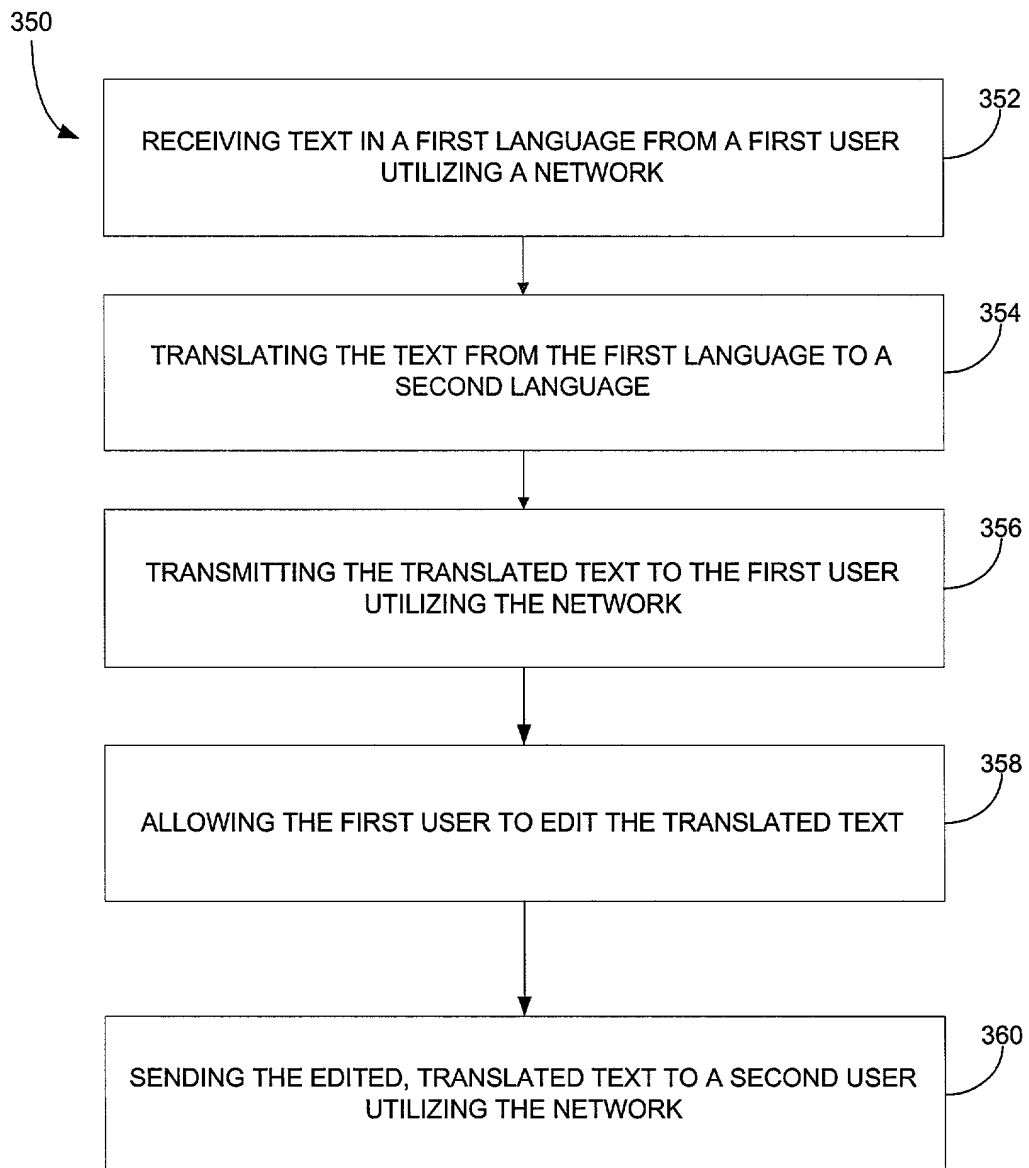 350
352
RECEIVING TEXT IN A FIRST LANGUAGE FROM A FIRST USER
UTILIZING A NETWORK
354
TRANSLATING THE TEXT FROM THE FIRST LANGUAGE TO A
SECOND LANGUAGE
356
TRANSMITTING THE TRANSLATED TEXT TO THE FIRST USER
UTILIZING THE NETWORK
358
ALLOWING THE FIRST USER TO EDIT THE TRANSLATED TEXT
360
SENDING THE EDITED, TRANSLATED TEXT TO A SECOND USER
UTILIZING THE NETWORK